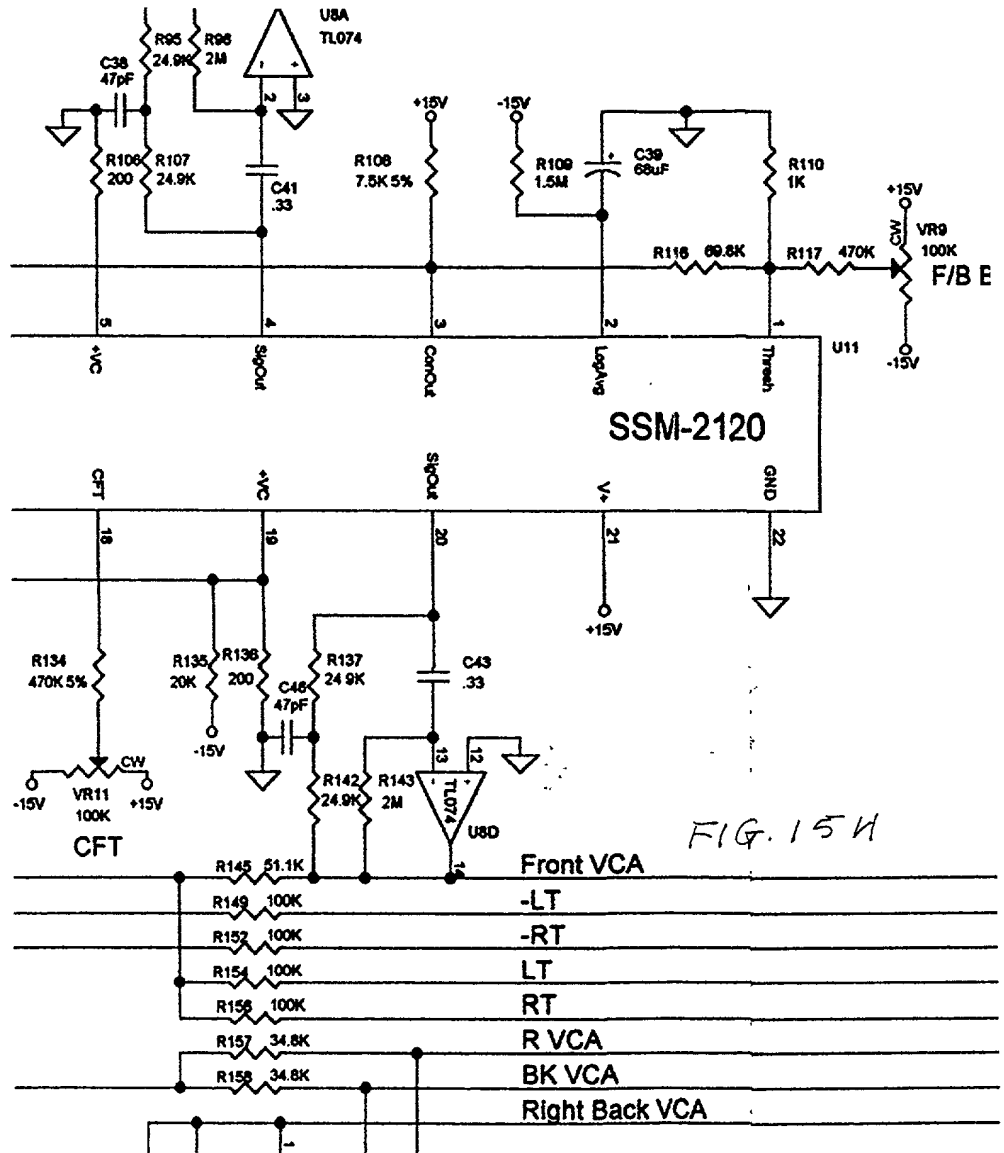 U8A
TL074
R95
24.9K
R96
2M
C38
47pF
-
+
2
3
+15V
-15V
R106
200
R107
24.9K
C41
.33
R108
7.5K 5%
R109
1.5M
+
C39
68uF
R110
1K
+15V
CW
VR9
100K
F/B B
-15V
R116 69.8K
R117 470K
5
4
3
2
1
U11
+VC
SigOut
ConOut
LogAvg
Thresh
SSM-2120
CFT
+VC
SigOut
V+
GND
18
19
20
21
22
+15V
R134
470K 5%
R135
20K
R136
200
C46
47pF
R137
24.9K
C43
.33
-15V
CW
-15V
VR11
100K
+15V
CFT
R142
24.9K
R143
2M
13
12
-
+
TL074
U8D
14
FIG. 15H
R145 51.1K Front VCA
R149 100K -LT
R152 100K -RT
R154 100K LT
R156 100K RT
R157 34.8K R VCA
R158 34.8K BK VCA
Right Back VCA
1